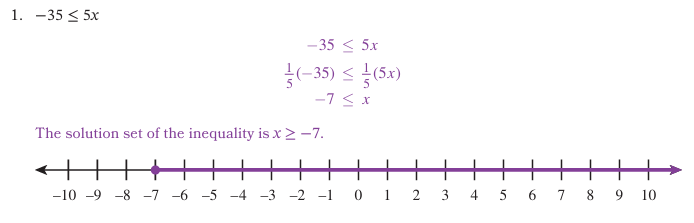 1. −35 ≤ 5x
−35 ≤ 5x
1/5(−35) ≤ 1/5(5x)
−7 ≤ x
The solution set of the inequality is x ≥ −7.
−10 −9 −8 −7 −6 −5 −4 −3 −2 −1 0 1 2 3 4 5 6 7 8 9 10